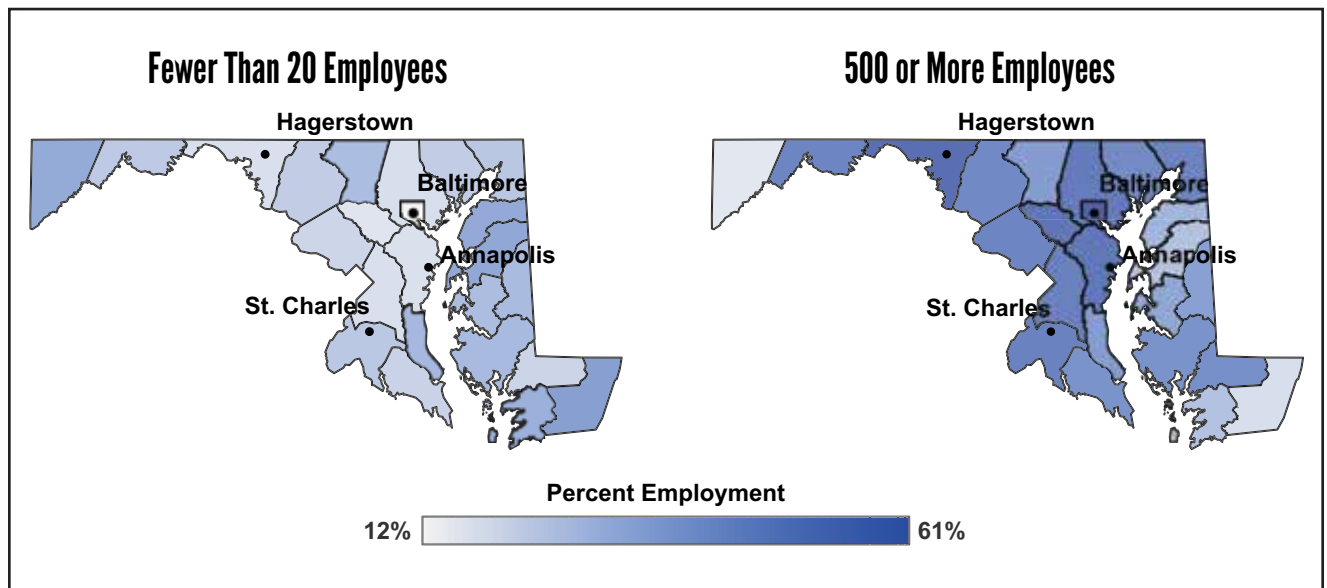 Fewer Than 20 Employees
Hagerstown
Baltimore
Annapolis
St. Charles
500 or More Employees
Hagerstown
Baltimore
Annapolis
St. Charles
Percent Employment
12%
61%